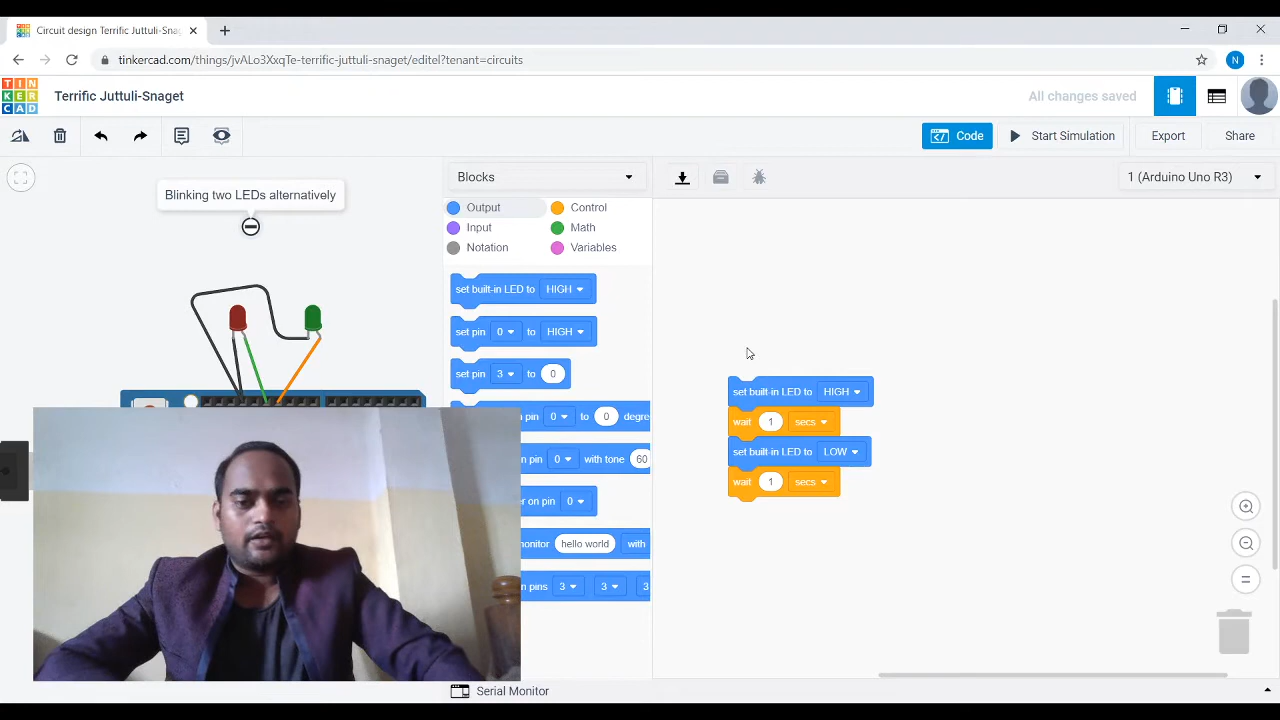 Circuit design Terrific Juttuli-Snag
tinkercad.com/things/jvALo3XxqTe-terrific-juttuli-snaget/editel?tenant=circuits
N
TIN
KER
CAD
Terrific Juttuli-Snaget
All changes saved
Code
Start Simulation
Export
Share
Blinking two LEDs alternatively
Blocks
1 (Arduino Uno R3)
Output
Control
Input
Math
Notation
Variables
set built-in LED to HIGH
set pin 0 to HIGH
set pin 3 to 0
pin 0 to 0 degre
pin 0 with tone 60
er on pin 0
monitor hello world with
pins 3 3 3
set built-in LED to HIGH
wait 1 secs
set built-in LED to LOW
wait 1 secs
Serial Monitor